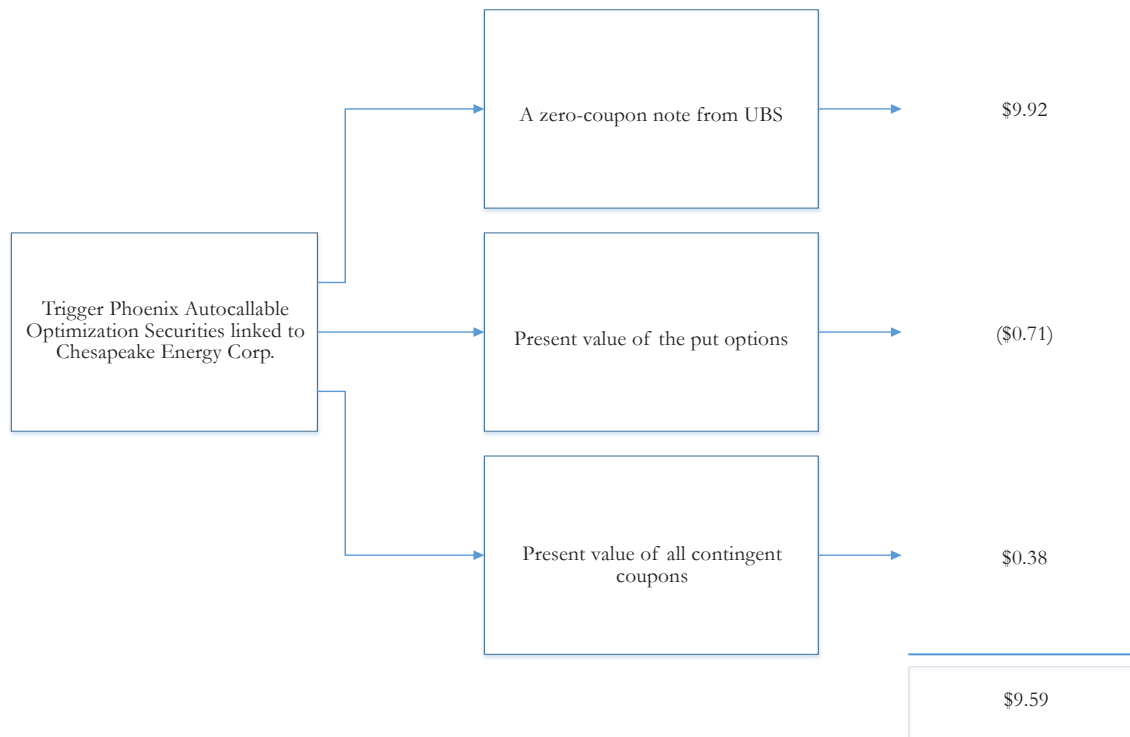 A zero-coupon note from UBS
$9.92
Trigger Phoenix Autocallable
Optimization Securities linked to
Chesapeake Energy Corp.
Present value of the put options
($0.71)
Present value of all contingent
coupons
$0.38
$9.59